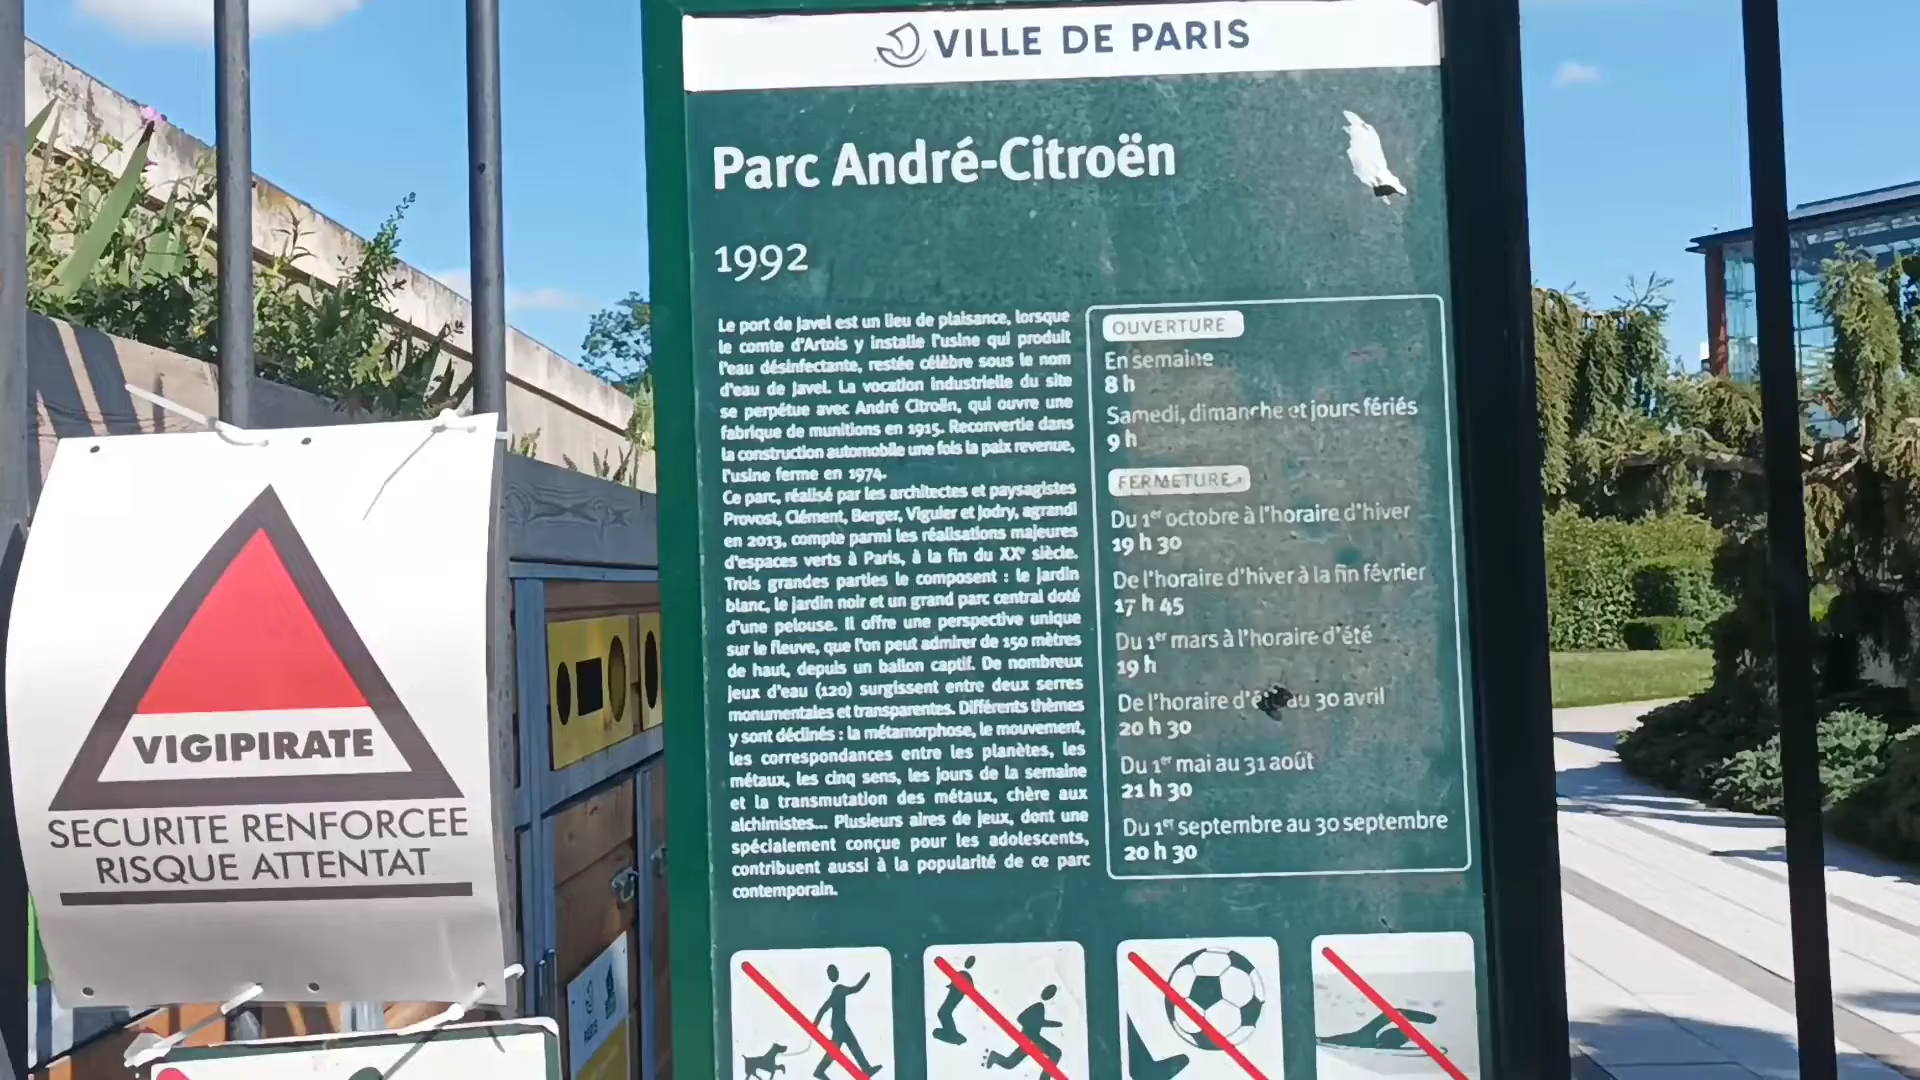 VILLE DE PARIS
Parc André-Citroën
1992
Le port de Javel est un lieu de plaisance, lorsque
le comte d'Artois y installe l'usine qui produit
l'eau désinfectante, restée célèbre sous le nom
d'eau de Javel. La vocation industrielle du site
se perpétue avec André Citroën, qui ouvre une
fabrique de munitions en 1915. Reconvertie dans
la construction automobile une fois la paix revenue,
l'usine ferme en 1974.
Ce parc, réalisé par les architectes et paysagistes
Provost, Clément, Berger, Viguier et Jodry, agrandi
en 2013, compte parmi les réalisations majeures
d'espaces verts à Paris, à la fin du XXe siècle.
Trois grandes parties le composent : le jardin
blanc, le jardin noir et un grand parc central doté
d'une pelouse. Il offre une perspective unique
sur le fleuve, que l'on peut admirer de 150 mètres
de haut, depuis un ballon captif. De nombreux
jeux d'eau (120) surgissent entre deux serres
monumentales et transparentes. Différents thèmes
y sont déclinés : la métamorphose, le mouvement,
les correspondances entre les planètes, les
métaux, les cinq sens, les jours de la semaine
et la transmutation des métaux, chère aux
alchimistes... Plusieurs aires de jeux, dont une
spécialement conçue pour les adolescents,
contribuent aussi à la popularité de ce parc
contemporain.
OUVERTURE
En semaine
8 h
Samedi, dimanche et jours fériés
9 h
FERMETURE
Du 1er octobre à l'horaire d'hiver
19 h 30
De l'horaire d'hiver à la fin février
17 h 45
Du 1er mars à l'horaire d'été
19 h
De l'horaire d'été au 30 avril
20 h 30
Du 1er mai au 31 août
21 h 30
Du 1er septembre au 30 septembre
20 h 30
VIGIPIRATE
SECURITE RENFORCEE
RISQUE ATTENTAT
PARIS